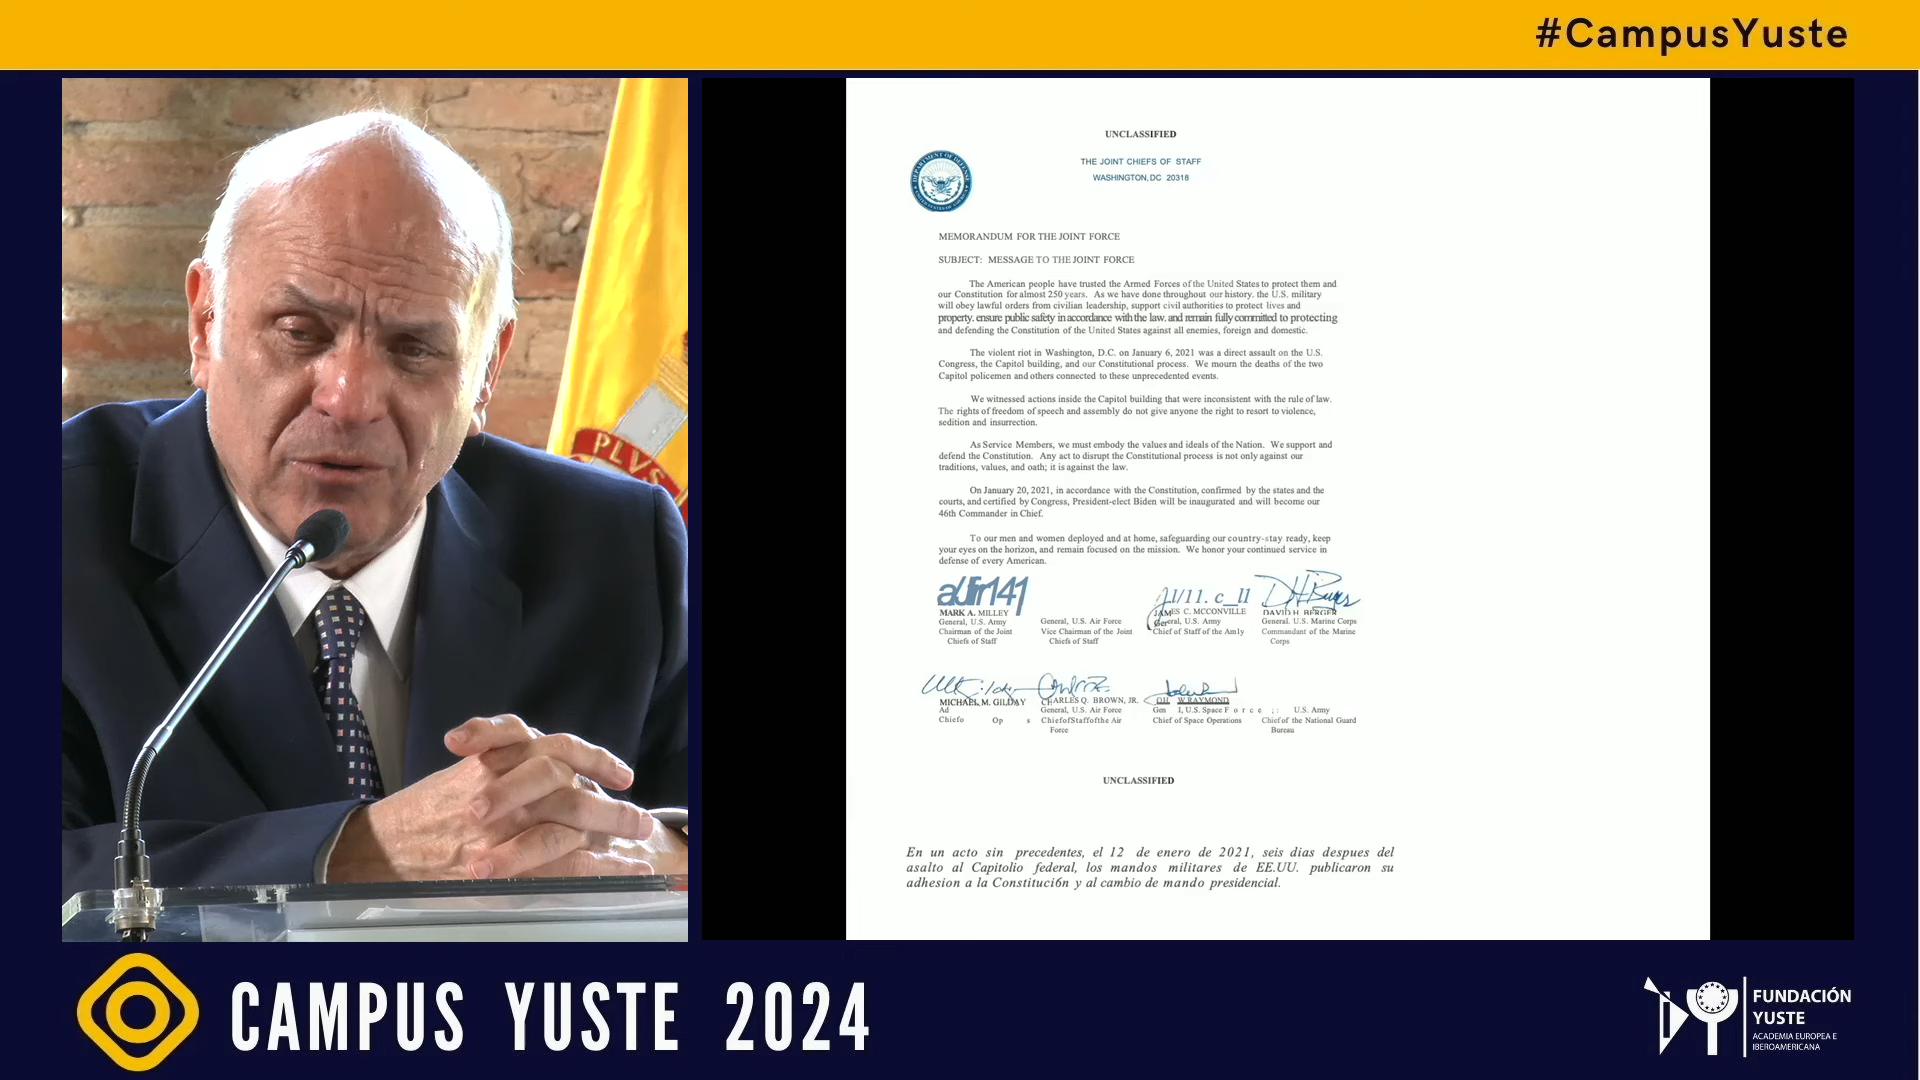 #CampusYuste
PLVS
UNCLASSIFIED
THE JOINT CHIEFS OF STAFF
WASHINGTON, DC 20318
MEMORANDUM FOR THE JOINT FORCE
SUBJECT: MESSAGE TO THE JOINT FORCE
The American people have trusted the Armed Forces of the United States to protect them and
our Constitution for almost 250 years. As we have done throughout our history. the U.S. military
will obey lawful orders from civilian leadership, support civil authorities to protect lives and
property. ensure public safety in accordance with the law. and remain fully committed to protecting
and defending the Constitution of the United States against all enemies, foreign and domestic.
The violent riot in Washington, D.C. on January 6, 2021 was a direct assault on the U.S.
Congress, the Capitol building, and our Constitutional process. We mourn the deaths of the two
Capitol policemen and others connected to these unprecedented events.
We witnessed actions inside the Capitol building that were inconsistent with the rule of law.
The rights of freedom of speech and assembly do not give anyone the right to resort to violence,
sedition and insurrection.
As Service Members, we must embody the values and ideals of the Nation. We support and
defend the Constitution. Any act to disrupt the Constitutional process is not only against our
traditions, values, and oath; it is against the law.
On January 20, 2021, in accordance with the Constitution, confirmed by the states and the
courts, and certified by Congress, President-elect Biden will be inaugurated and will become our
46th Commander in Chief.
To our men and women deployed and at home, safeguarding our country-stay ready, keep
your eyes on the horizon, and remain focused on the mission. We honor your continued service in
defense of every American.
MARK A. MILLEY JAMES C. MCCONVILLE DAVID H. BERGER
General, U.S. Army General, U.S. Air Force General, U.S. Army General. U.S. Marine Corps
Chairman of the Joint Vice Chairman of the Joint Chief of Staff of the Amly Commandant of the Marine
Chiefs of Staff Chiefs of Staff Corps
MICHAEL M. GILDAY CHARLES Q. BROWN, JR. W RAYMOND
Ad General, U.S. Air Force Gen I, U.S. Space Force ;: U.S. Army
Chiefo Op s ChiefofStaffofthe Air Chief of Space Operations Chief of the National Guard
Force Bureau
UNCLASSIFIED
En un acto sin precedentes, el 12 de enero de 2021, seis dias despues del
asalto al Capitolio federal, los mandos militares de EE.UU. publicaron su
adhesion a la Constituci6n y al cambio de mando presidencial.
CAMPUS YUSTE 2024
FUNDACIÓN
YUSTE
ACADEMIA EUROPEA E
IBEROAMERICANA